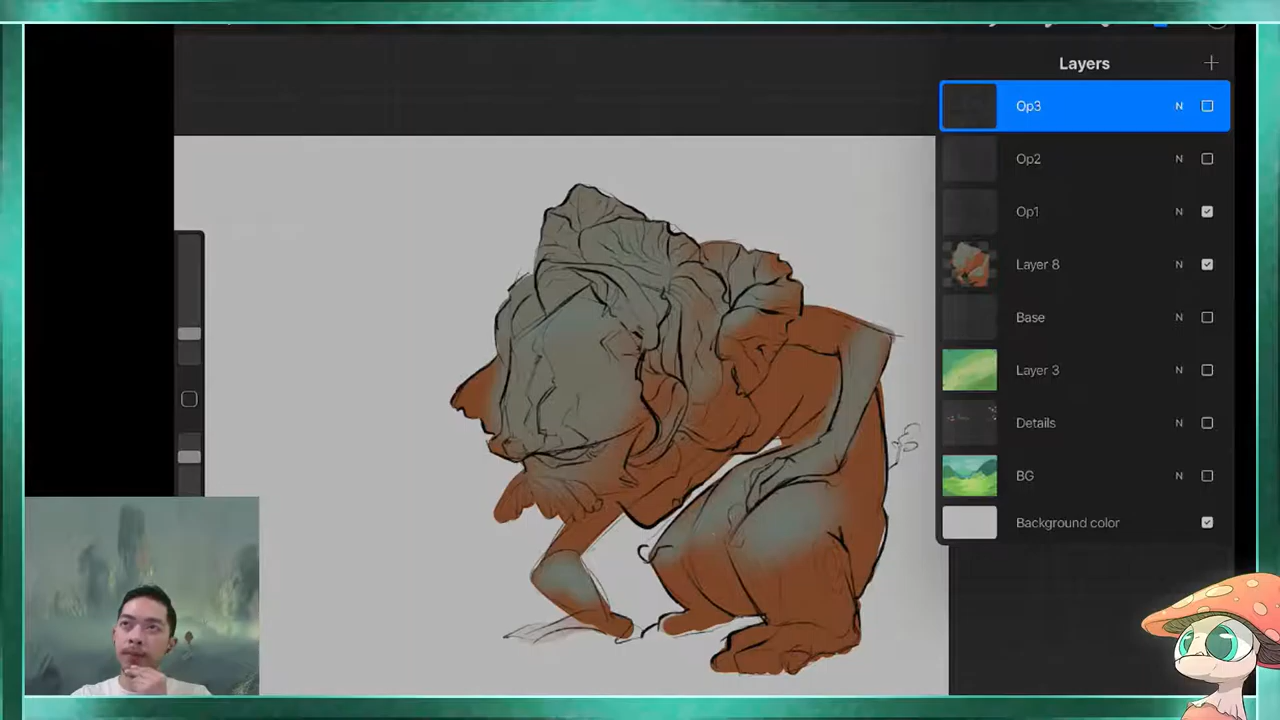 Layers
Op3 N
Op2 N
Op1 N
Layer 8 N
Base N
Layer 3 N
Details N
BG N
Background color